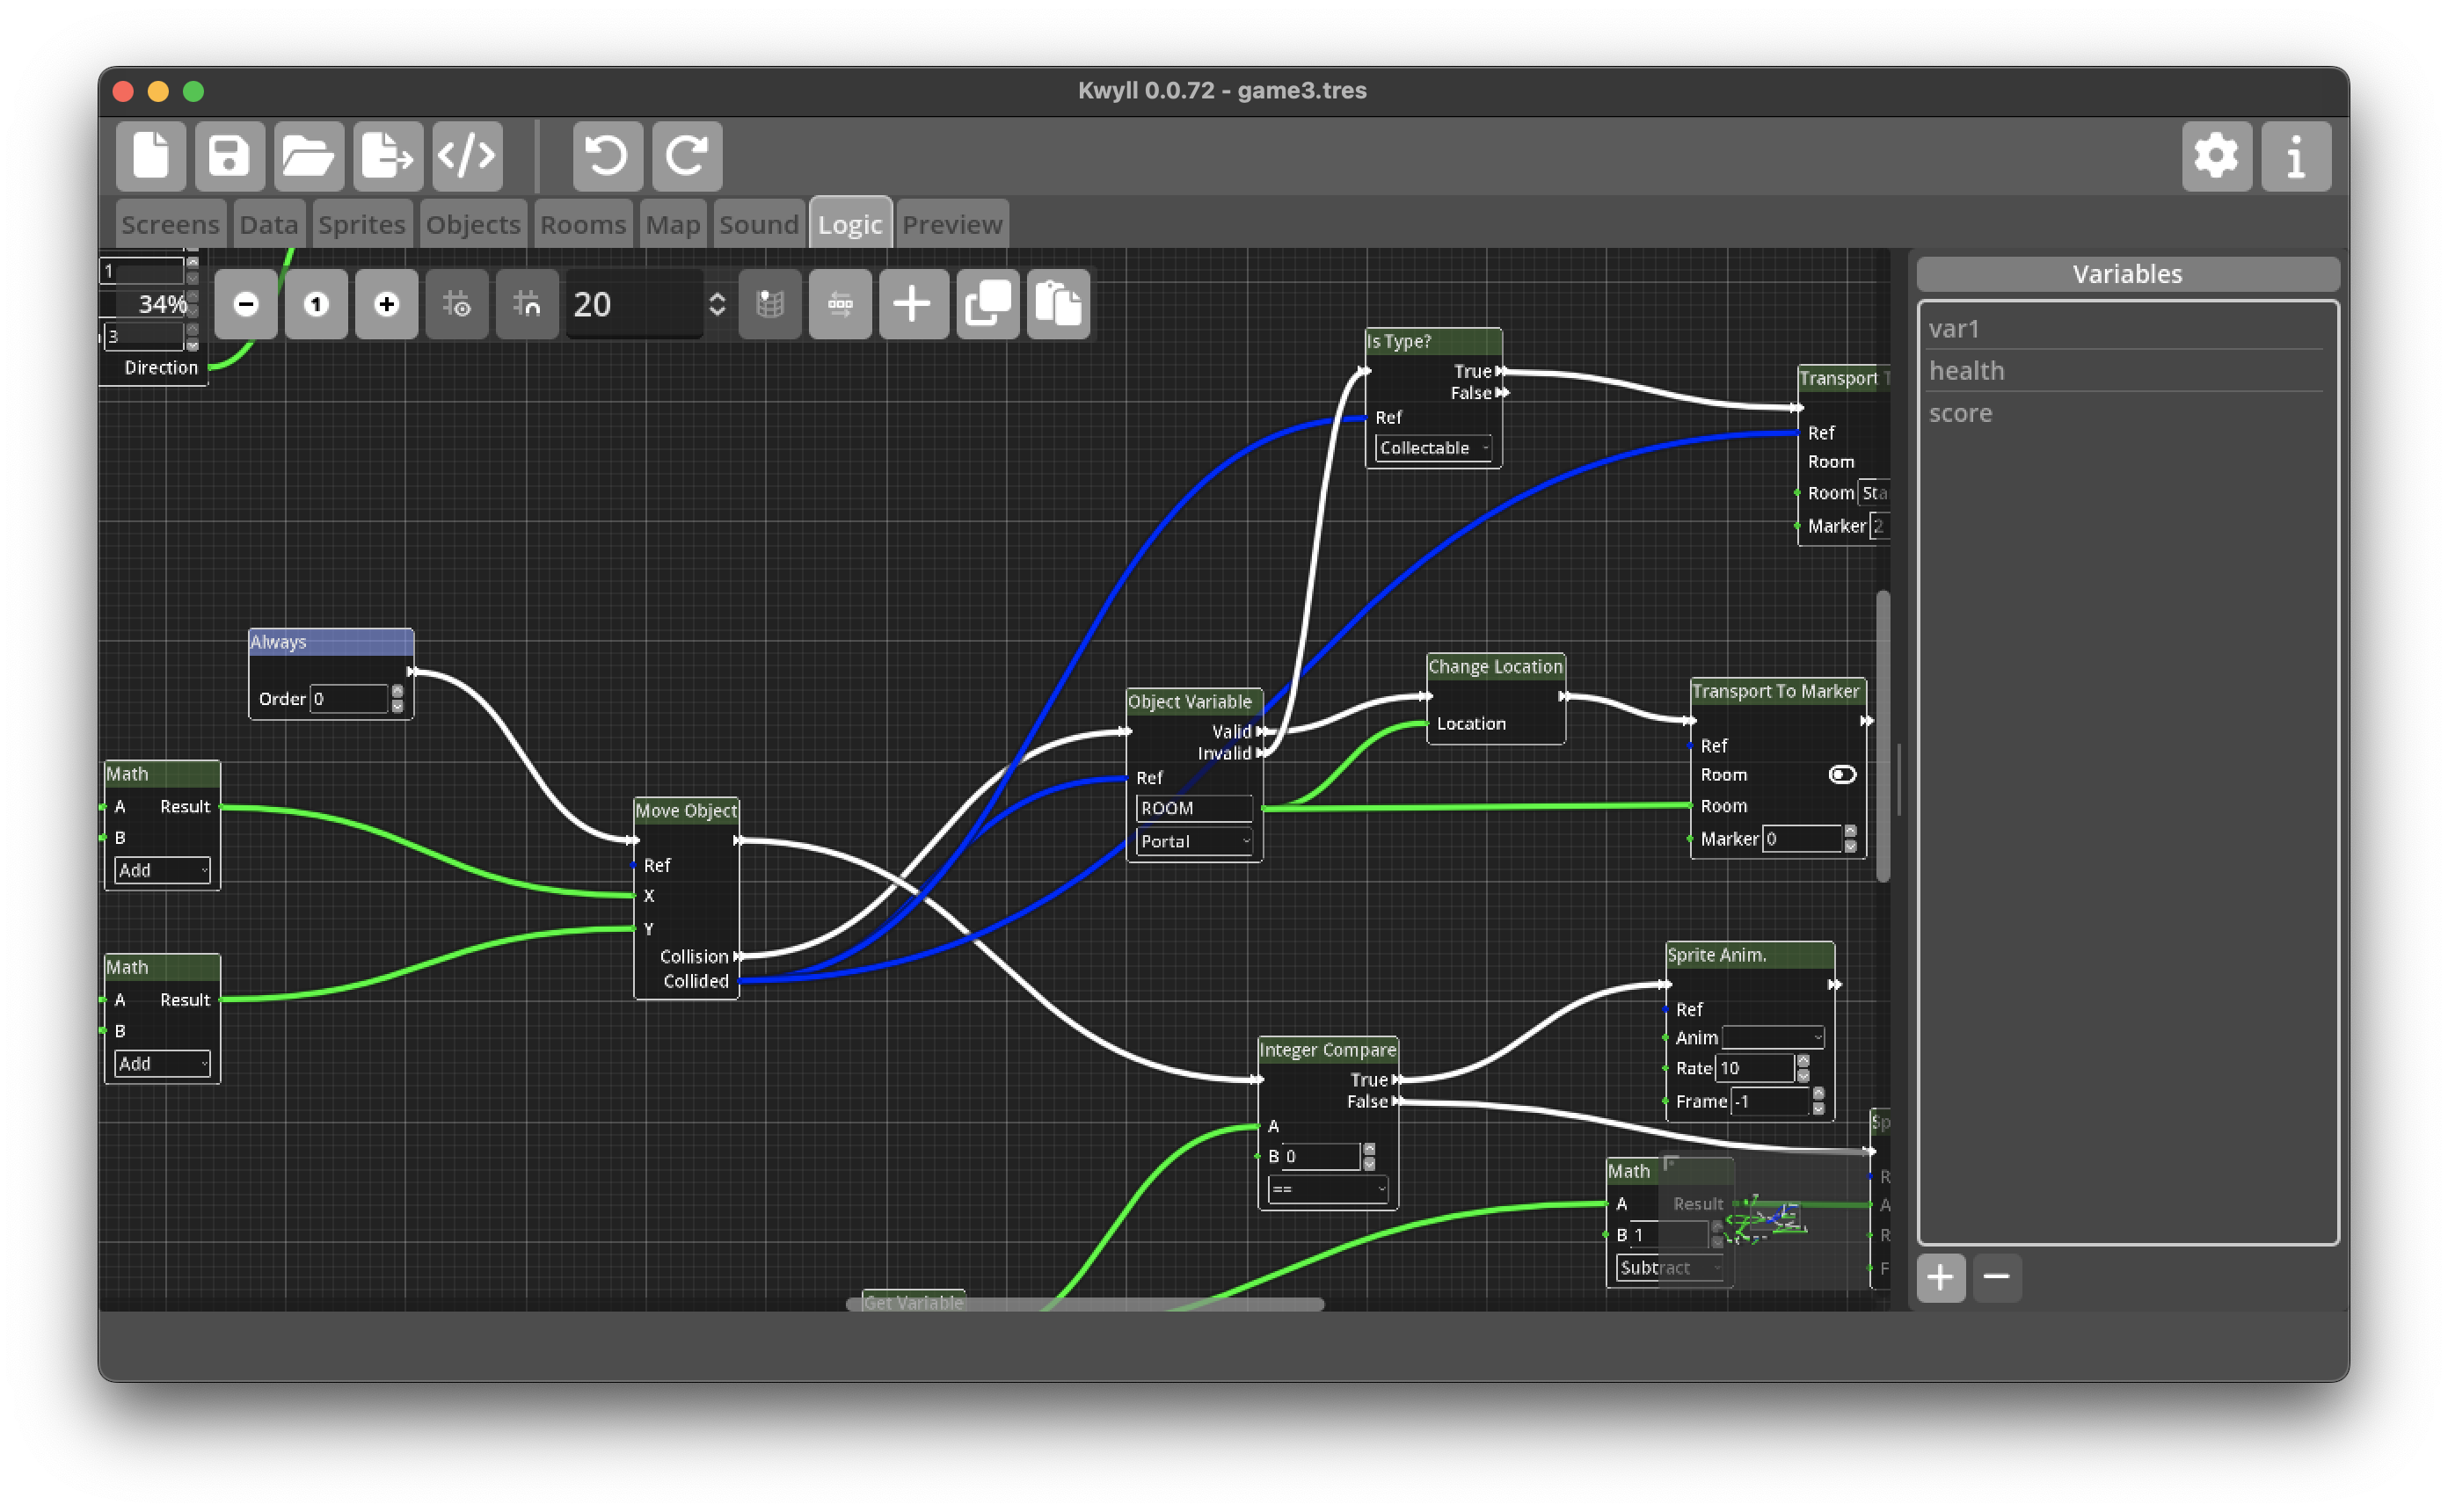 Kwyll 0.0.72 - game3.tres
Screens Data Sprites Objects Rooms Map Sound Logic Preview
1
34%
1
20
3
Direction
Variables
var1
health
score
Is Type?
True
False
Ref
Collectable
Transport T
Ref
Room
Room Sta
Marker 2
Always
Order 0
Object Variable
Valid
Invalid
Ref
ROOM
Portal
Change Location
Location
Transport To Marker
Ref
Room
Room
Marker 0
Math
A Result
B
Add
Move Object
Ref
X
Y
Collision
Collided
Math
A Result
B
Add
Sprite Anim.
Ref
Anim
Rate 10
Frame -1
Integer Compare
True
False
A
B 0
==
Sp
R
A
R
F
Math
A Result
B 1
Subtract
Get Variable